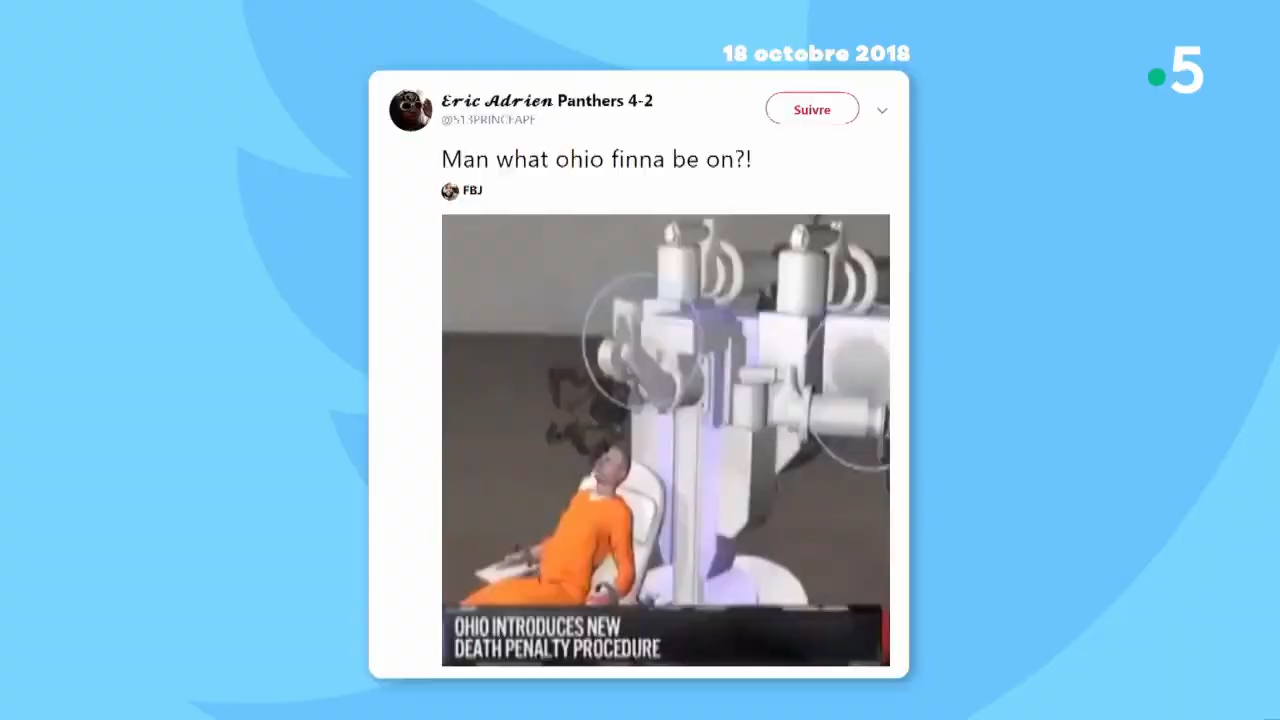 18 octobre 2018
5
Eric Adrien Panthers 4-2
Suivre
@513PRINCEAPE
Man what ohio finna be on?!
FBJ
OHIO INTRODUCES NEW
DEATH PENALTY PROCEDURE